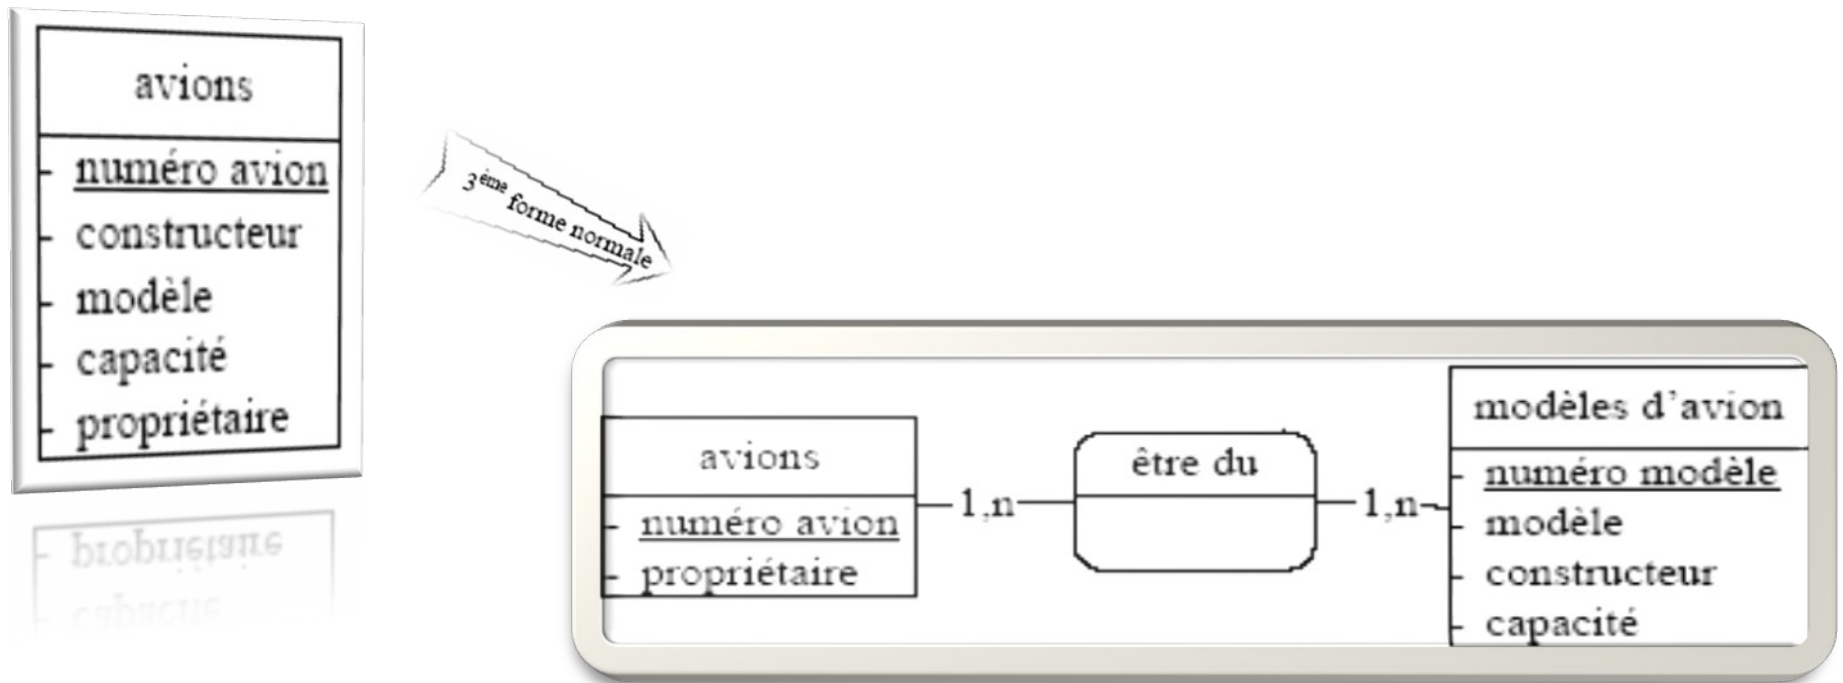 avions
- numéro avion
- constructeur
- modèle
- capacité
- propriétaire
3ème forme normale
avions
- numéro avion
- propriétaire
1,n
être du
1,n
modèles d'avion
- numéro modèle
- modèle
- constructeur
- capacité